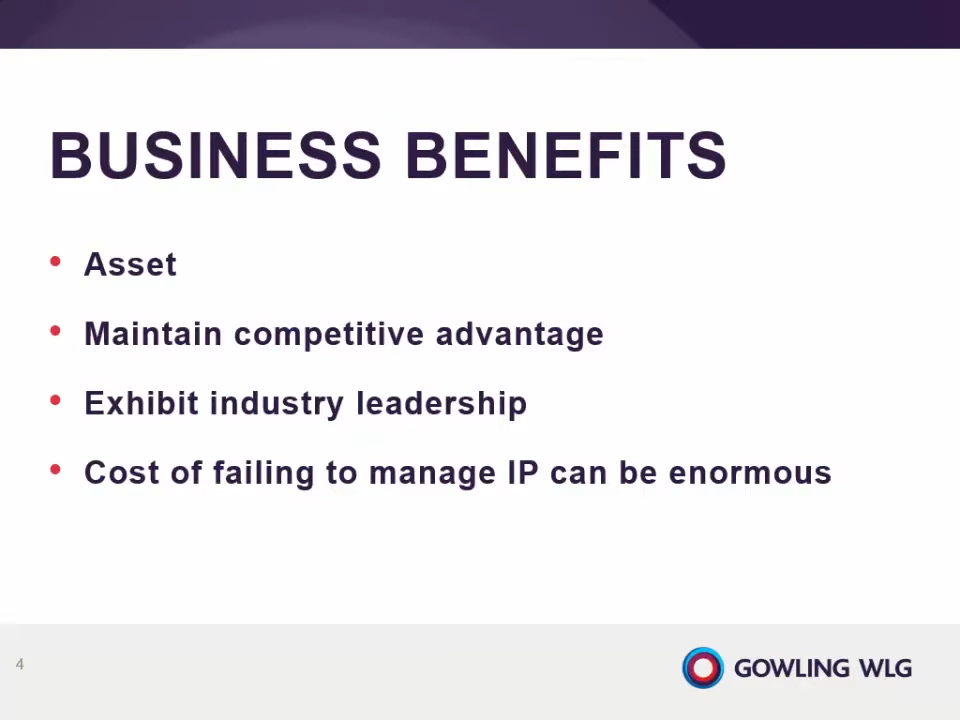 BUSINESS BENEFITS
• Asset
• Maintain competitive advantage
• Exhibit industry leadership
• Cost of failing to manage IP can be enormous
4
GOWLING WLG